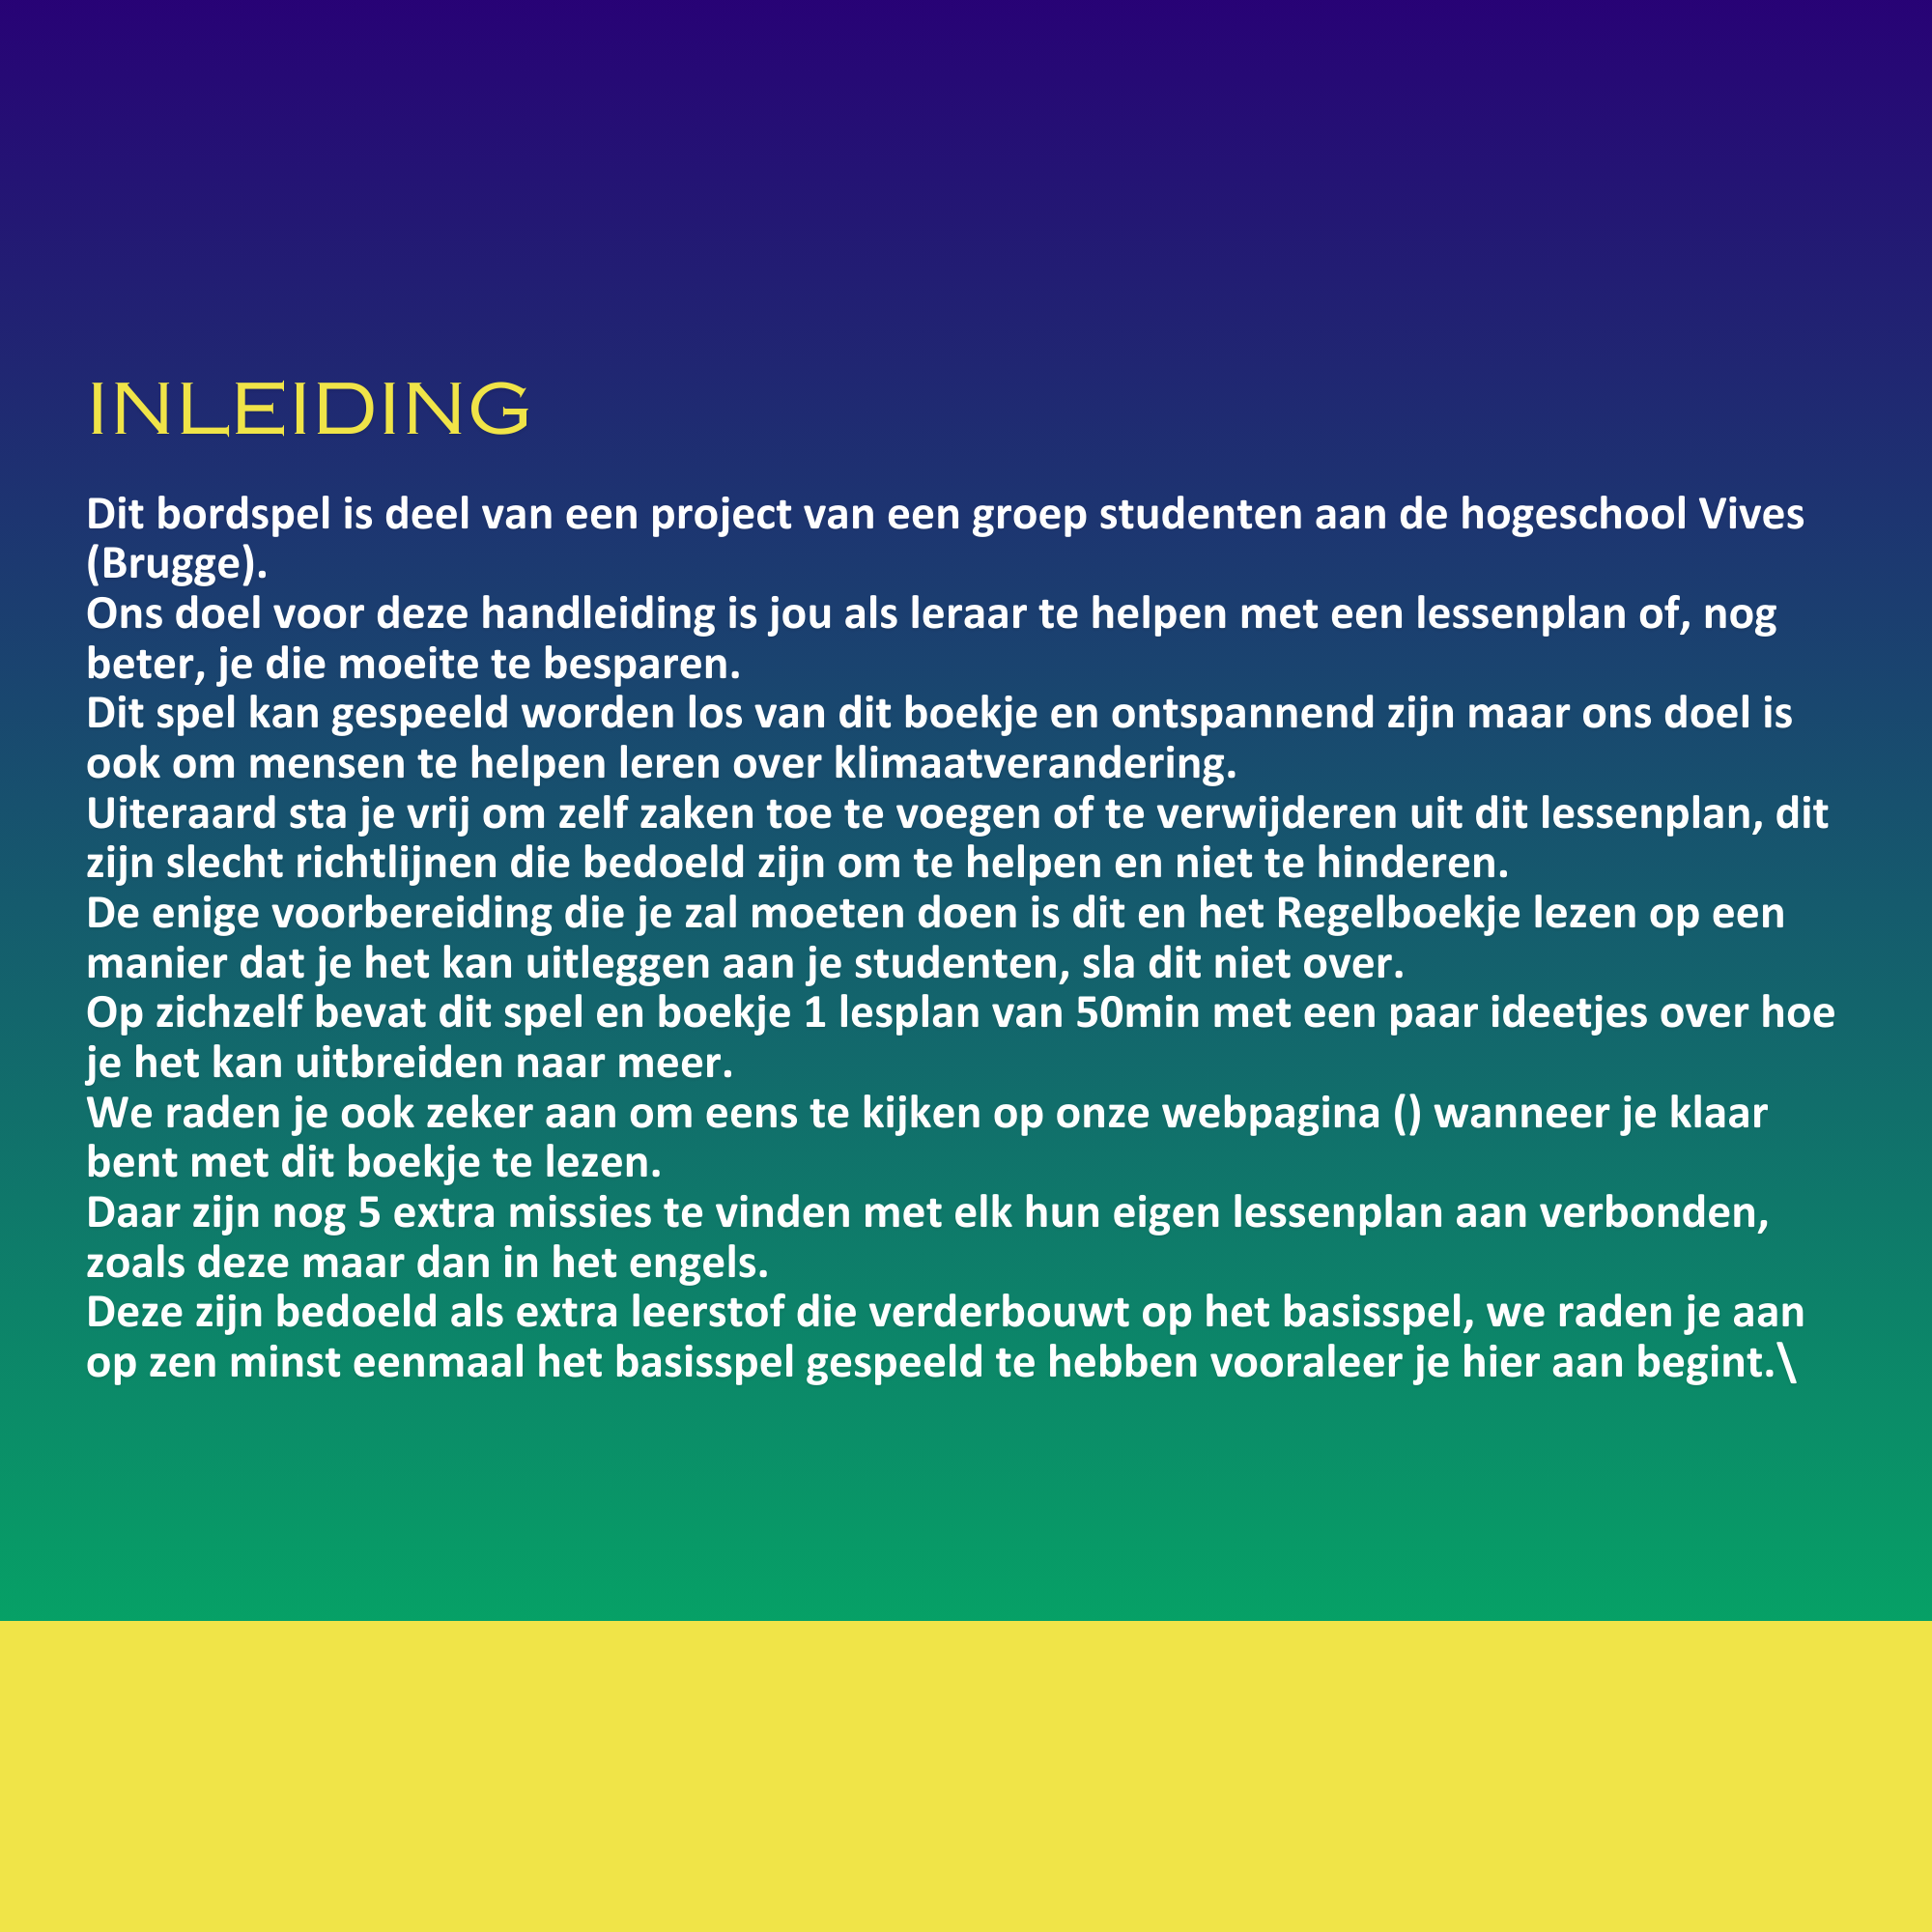 INLEIDING
Dit bordspel is deel van een project van een groep studenten aan de hogeschool Vives
(Brugge).
Ons doel voor deze handleiding is jou als leraar te helpen met een lessenplan of, nog
beter, je die moeite te besparen.
Dit spel kan gespeeld worden los van dit boekje en ontspannend zijn maar ons doel is
ook om mensen te helpen leren over klimaatverandering.
Uiteraard sta je vrij om zelf zaken toe te voegen of te verwijderen uit dit lessenplan, dit
zijn slecht richtlijnen die bedoeld zijn om te helpen en niet te hinderen.
De enige voorbereiding die je zal moeten doen is dit en het Regelboekje lezen op een
manier dat je het kan uitleggen aan je studenten, sla dit niet over.
Op zichzelf bevat dit spel en boekje 1 lesplan van 50min met een paar ideetjes over hoe
je het kan uitbreiden naar meer.
We raden je ook zeker aan om eens te kijken op onze webpagina () wanneer je klaar
bent met dit boekje te lezen.
Daar zijn nog 5 extra missies te vinden met elk hun eigen lessenplan aan verbonden,
zoals deze maar dan in het engels.
Deze zijn bedoeld als extra leerstof die verderbouwt op het basisspel, we raden je aan
op zen minst eenmaal het basisspel gespeeld te hebben vooraleer je hier aan begint.\